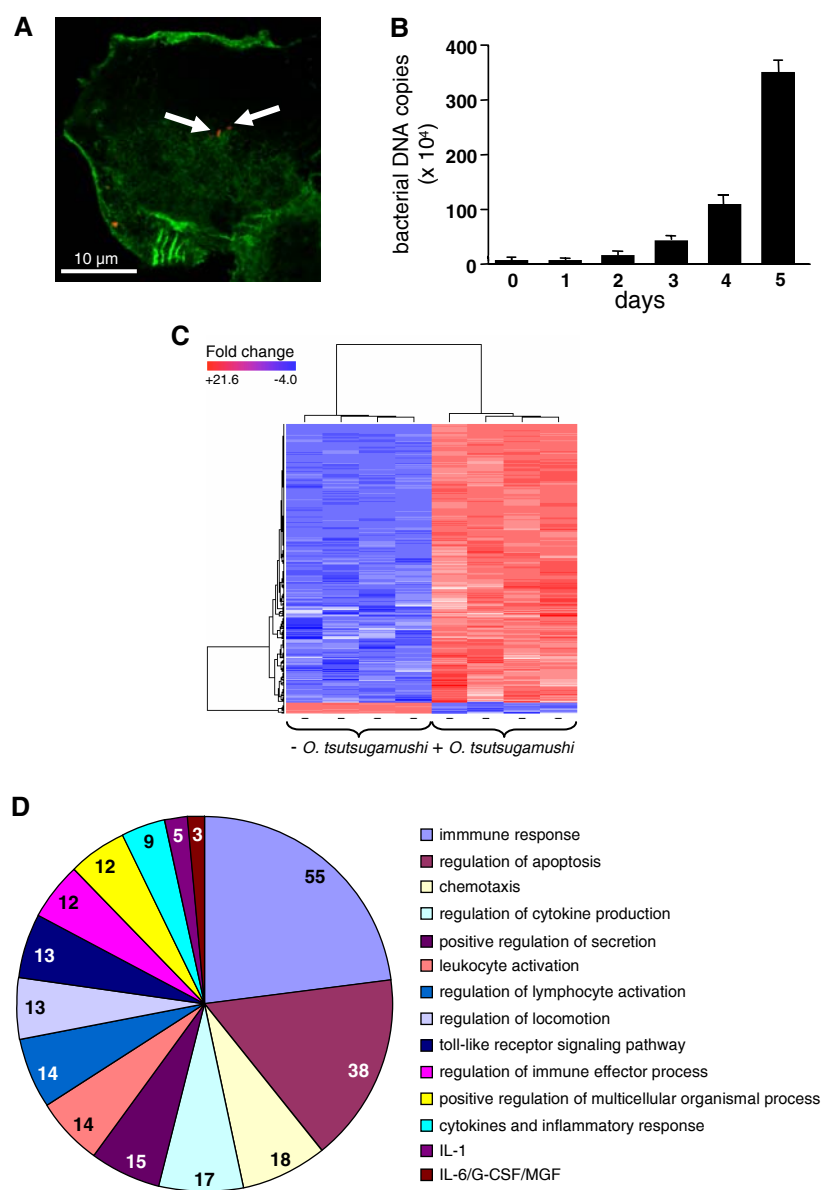 A
10 µm
B
bacterial DNA copies
(x 10⁴)
400
300
200
100
0
0 1 2 3 4 5
days
C
Fold change
+21.6 -4.0
- O. tsutsugamushi + O. tsutsugamushi
D
55
38
18
17
15
14
14
13
13
12
12
9
5
3
immmune response
regulation of apoptosis
chemotaxis
regulation of cytokine production
positive regulation of secretion
leukocyte activation
regulation of lymphocyte activation
regulation of locomotion
toll-like receptor signaling pathway
regulation of immune effector process
positive regulation of multicellular organismal process
cytokines and inflammatory response
IL-1
IL-6/G-CSF/MGF